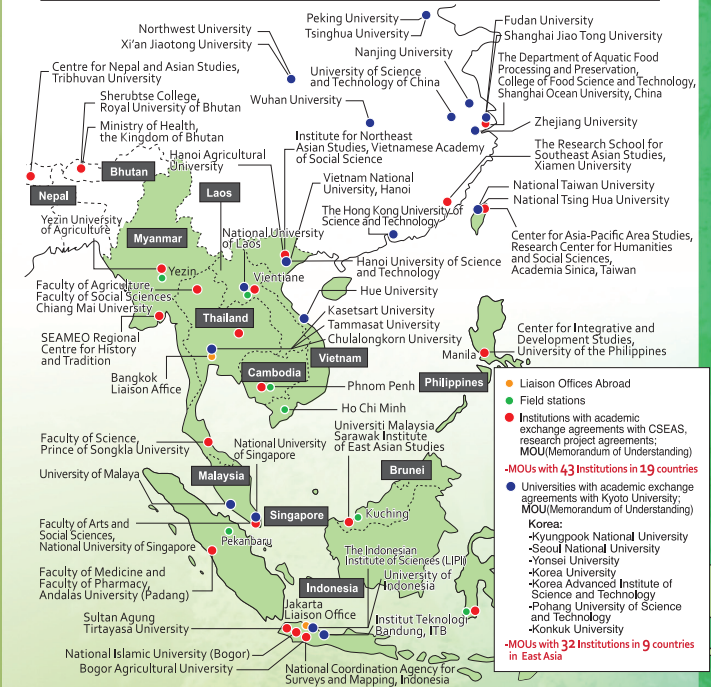 Northwest University
Xi'an Jiaotong University
Peking University
Tsinghua University
Nanjing University
Fudan University
Shanghai Jiao Tong University
The Department of Aquatic Food
Processing and Preservation,
College of Food Science and Technology,
Shanghai Ocean University, China
Centre for Nepal and Asian Studies,
Tribhuvan University
University of Science
and Technology of China
Sherubtse College,
Royal University of Bhutan
Wuhan University
Zhejiang University
Ministry of Health,
the Kingdom of Bhutan
Institute for Northeast
Asian Studies, Vietnamese Academy
of Social Science
The Research School for
Southeast Asian Studies,
Xiamen University
Hanoi Agricultural
University
Bhutan
Nepal
Laos
Vietnam National
University, Hanoi
National Taiwan University
National Tsing Hua University
The Hong Kong University of
Science and Technology
Yezin University
of Agriculture
Myanmar
National University
of Laos
Center for Asia-Pacific Area Studies,
Research Center for Humanities
and Social Sciences,
Academia Sinica, Taiwan
Yezin
Vientiane
Hanoi University of Science
and Technology
Faculty of Agriculture,
Faculty of Social Sciences
Chiang Mai University
Hue University
Thailand
Kasetsart University
Tammasat University
Chulalongkorn University
SEAMEO Regional
Centre for History
and Tradition
Vietnam
Center for Integrative and
Development Studies,
University of the Philippines
Manila
Bangkok
Liaison Affice
Cambodia
Phnom Penh
Philippines
Ho Chi Minh
Liaison Offices Abroad
Field stations
Institutions with academic
exchange agreements with CSEAS,
research project agreements;
MOU(Memorandum of Understanding)
-MOUs with 43 Institutions in 19 countries
Universities with academic exchange
agreements with Kyoto University;
MOU(Memorandum of Understanding)
Korea:
-Kyungpook National University
-Seoul National University
-Yonsei University
-Korea University
-Korea Advanced Institute of
Science and Technology
-Pohang University of Science
and Technology
-Konkuk University
-MOUs with 32 Institutions in 9 countries
in East Asia
Faculty of Science,
Prince of Songkla University
National University
of Singapore
Universiti Malaysia
Sarawak Institute
of East Asian Studies
University of Malaya
Malaysia
Brunei
Singapore
Kuching
Faculty of Arts and
Social Sciences,
National University of Singapore
Pekanbaru
Faculty of Medicine and
Faculty of Pharmacy,
Andalas University (Padang)
The Indonesian
Institute of Sciences (LIPI)
University of
Indonesia
Indonesia
Jakarta
Liaison Office
Sultan Agung
Tirtayasa University
Institut Teknologi
Bandung, ITB
National Islamic University (Bogor)
Bogor Agricultural University
National Coordination Agency for
Surveys and Mapping, Indonesia